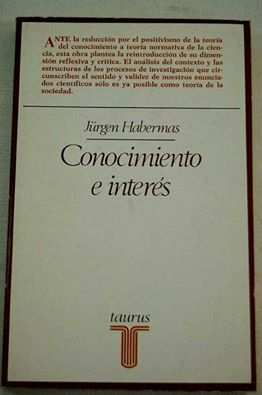 ANTE la reducción por el positivismo de la teoría
del conocimiento a teoría normativa de la cien-
cia, esta obra plantea la reintroducción de su dimen-
sión reflexiva y crítica. El análisis del contexto y las
estructuras de los procesos de investigación que cir-
cunscriben el sentido y validez de nuestros enuncia-
dos científicos sólo es ya posible como teoría de la
sociedad.
Jürgen Habermas
Conocimiento
e interés
taurus